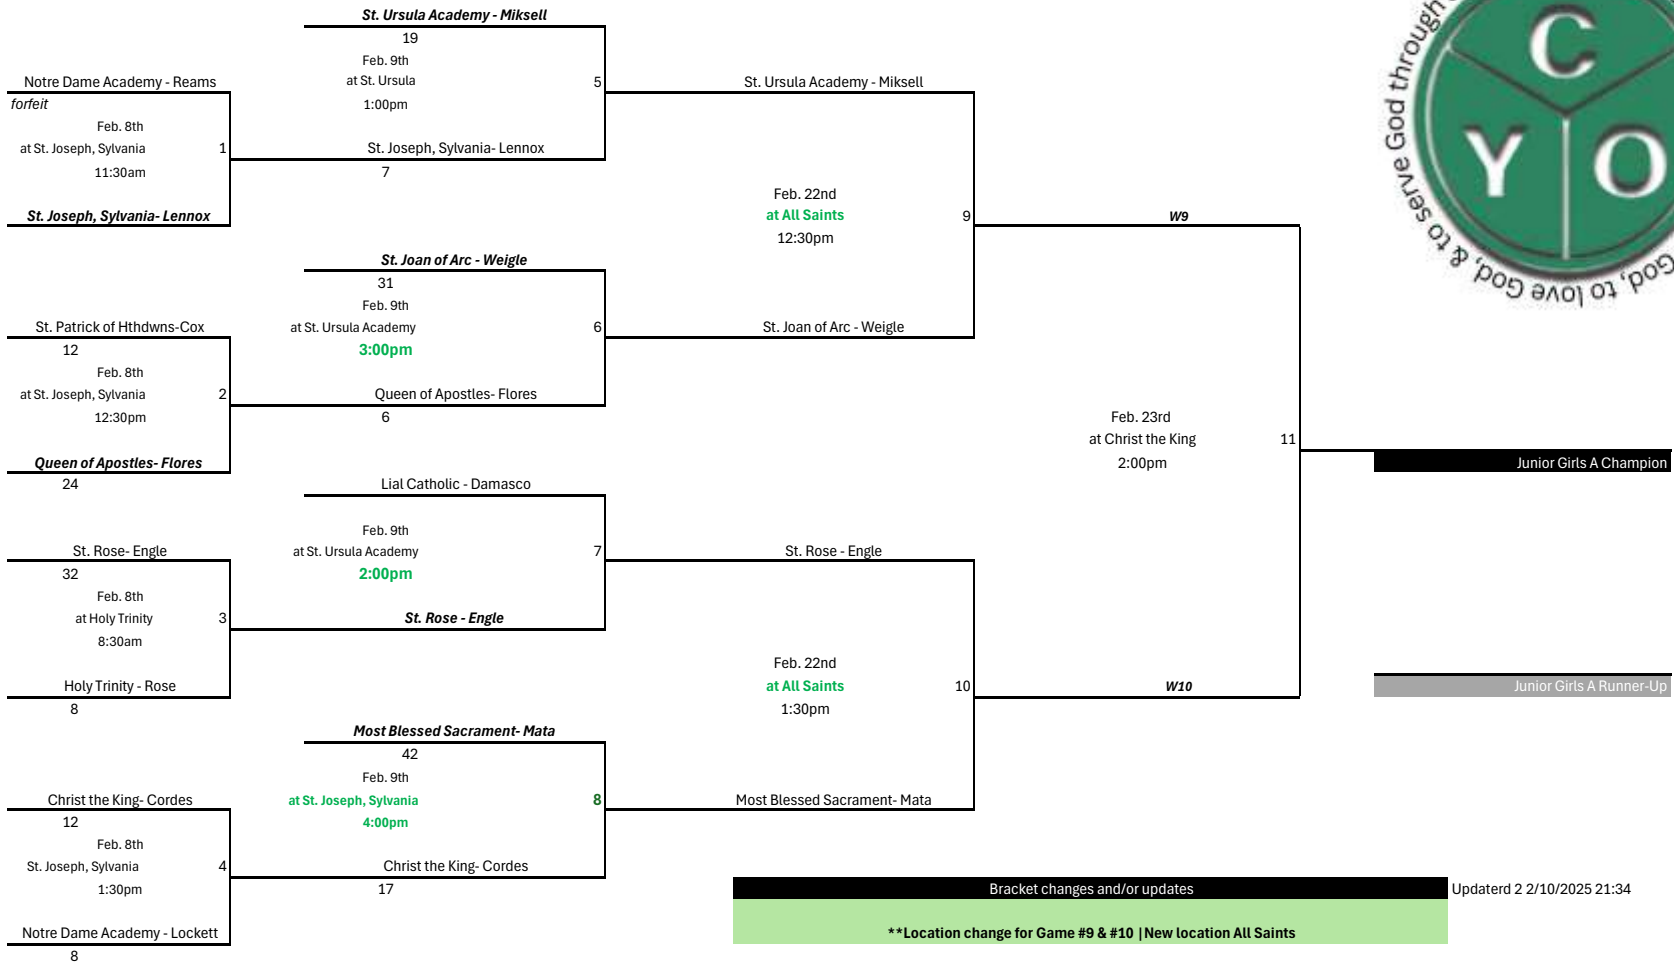 St. Ursula Academy - Miksell
19
Feb. 9th
at St. Ursula
1:00pm
5
St. Joseph, Sylvania- Lennox
7
Notre Dame Academy - Reams
forfeit
Feb. 8th
at St. Joseph, Sylvania
1
11:30am
St. Joseph, Sylvania- Lennox
St. Joan of Arc - Weigle
31
Feb. 9th
at St. Ursula Academy
6
3:00pm
Queen of Apostles- Flores
6
St. Patrick of Hthdwns-Cox
12
Feb. 8th
at St. Joseph, Sylvania
2
12:30pm
Queen of Apostles- Flores
24
Lial Catholic - Damasco
Feb. 9th
at St. Ursula Academy
7
2:00pm
St. Rose - Engle
St. Rose- Engle
32
Feb. 8th
at Holy Trinity
3
8:30am
Holy Trinity - Rose
8
Most Blessed Sacrament- Mata
42
Feb. 9th
at St. Joseph, Sylvania
8
4:00pm
Christ the King- Cordes
17
Christ the King- Cordes
12
Feb. 8th
St. Joseph, Sylvania
4
1:30pm
Notre Dame Academy - Lockett
8
St. Ursula Academy - Miksell
Feb. 22nd
at All Saints
9
12:30pm
St. Joan of Arc - Weigle
St. Rose - Engle
Feb. 22nd
at All Saints
10
1:30pm
Most Blessed Sacrament- Mata
W9
Feb. 23rd
at Christ the King
11
2:00pm
W10
Junior Girls A Champion
Junior Girls A Runner-Up
Bracket changes and/or updates
Updaterd 2 2/10/2025 21:34
**Location change for Game #9 & #10 | New location All Saints
C
Y O
God, to love God, & to serve God through